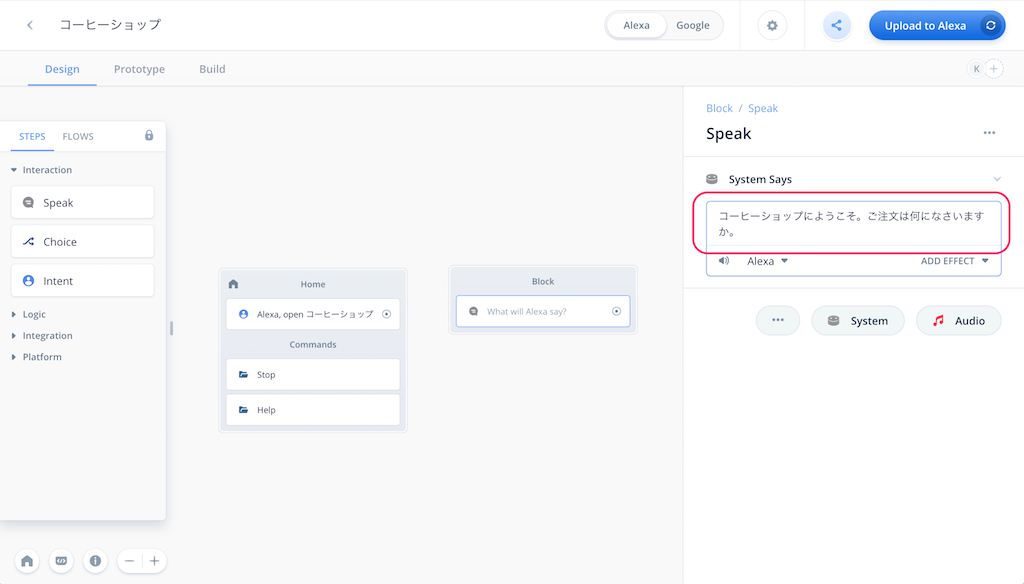 コーヒーショップ
Alexa
Google
Upload to Alexa
Design
Prototype
Build
K
STEPS
FLOWS
Interaction
Speak
Choice
Intent
Logic
Integration
Platform
Home
Alexa, open コーヒーショップ
Commands
Stop
Help
Block
What will Alexa say?
Block / Speak
Speak
System Says
コーヒーショップにようこそ。ご注文は何になさいます
か。
Alexa
ADD EFFECT
System
Audio